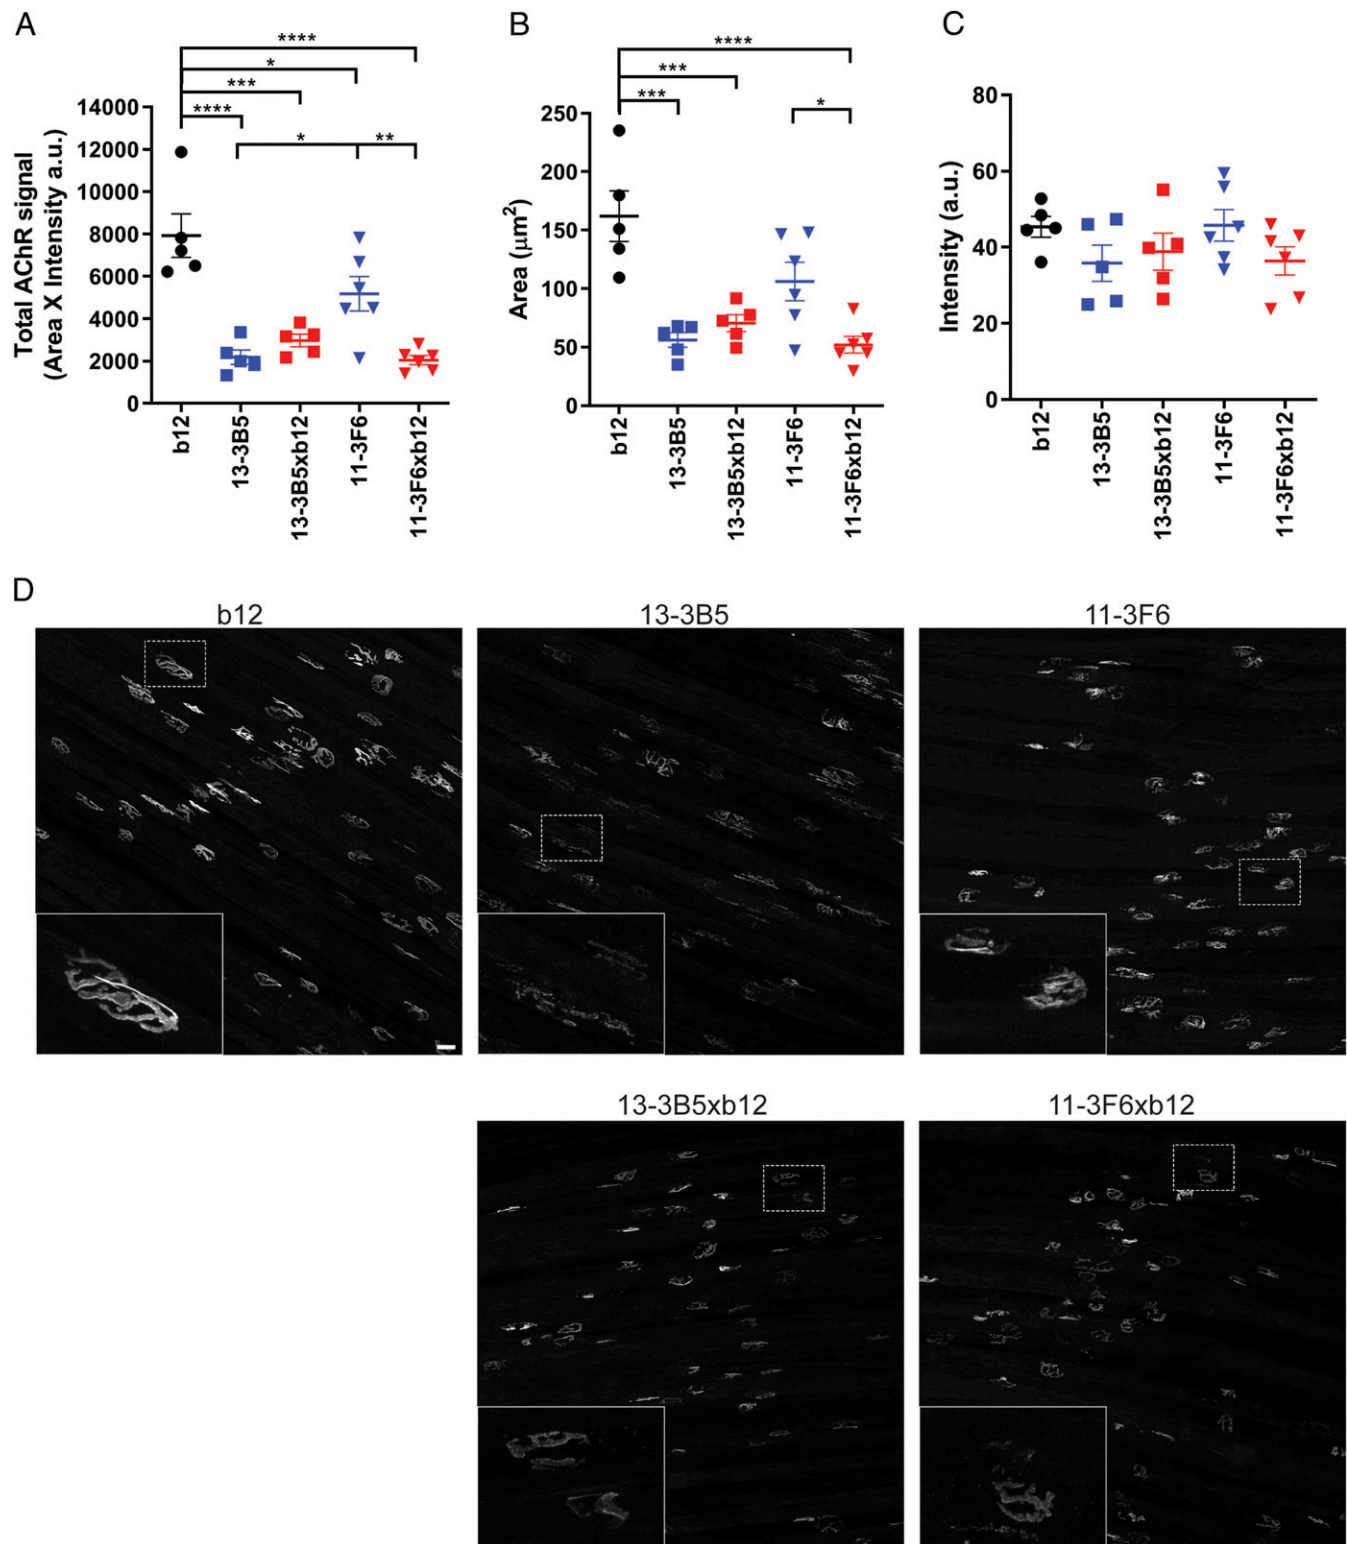 A
B
C
****
*
***
****
*
**
Total AChR signal
(Area X Intensity a.u.)
14000
12000
10000
8000
6000
4000
2000
0
b12
13-3B5
13-3B5xb12
11-3F6
11-3F6xb12
****
***
***
*
Area (μm²)
250
200
150
100
50
0
b12
13-3B5
13-3B5xb12
11-3F6
11-3F6xb12
Intensity (a.u.)
80
60
40
20
0
b12
13-3B5
13-3B5xb12
11-3F6
11-3F6xb12
D
b12
13-3B5
11-3F6
13-3B5xb12
11-3F6xb12